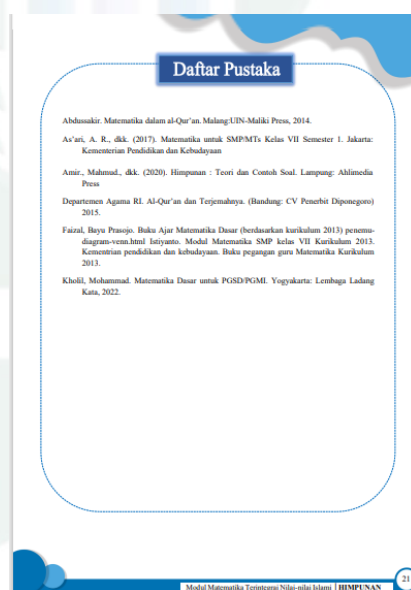 Daftar Pustaka
Abdussakir. Matematika dalam al-Qur'an. Malang:UIN-Maliki Press, 2014.
As'ari, A. R., dkk. (2017). Matematika untuk SMP/MTs Kelas VII Semester 1. Jakarta:
Kementerian Pendidikan dan Kebudayaan
Amir., Mahmud., dkk. (2020). Himpunan : Teori dan Contoh Soal. Lampung: Ahlimedia
Press
Departemen Agama RI. Al-Qur'an dan Terjemahnya. (Bandung: CV Penerbit Diponegoro)
2015.
Faizal, Bayu Prasojo. Buku Ajar Matematika Dasar (berdasarkan kurikulum 2013) penemu-
diagram-venn.html Istiyanto. Modul Matematika SMP kelas VII Kurikulum 2013.
Kementrian pendidikan dan kebudayaan. Buku pegangan guru Matematika Kurikulum
2013.
Kholil, Mohammad. Matematika Dasar untuk PGSD/PGMI. Yogyakarta: Lembaga Ladang
Kata, 2022.
21
Modul Matematika Terintegrasi Nilai-nilai Islami | HIMPUNAN